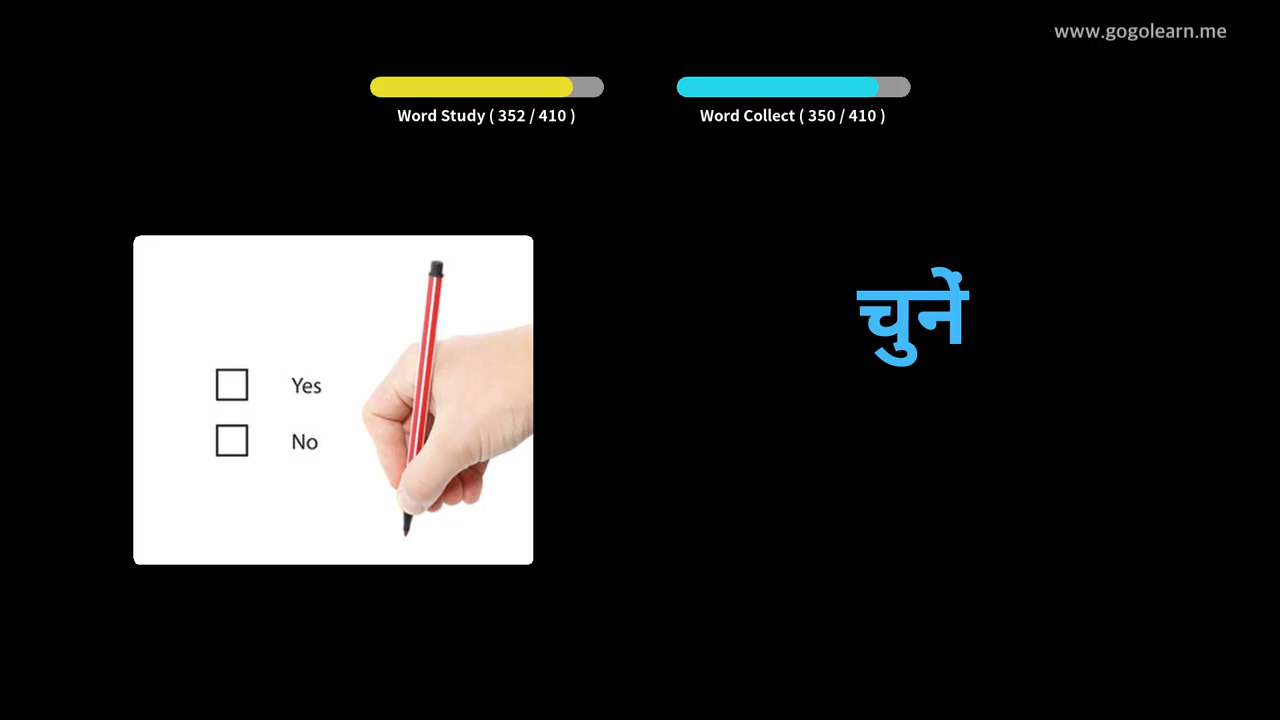 www.gogolearn.me
Word Study ( 352 / 410 )
Word Collect ( 350 / 410 )
चुनें
Yes
No